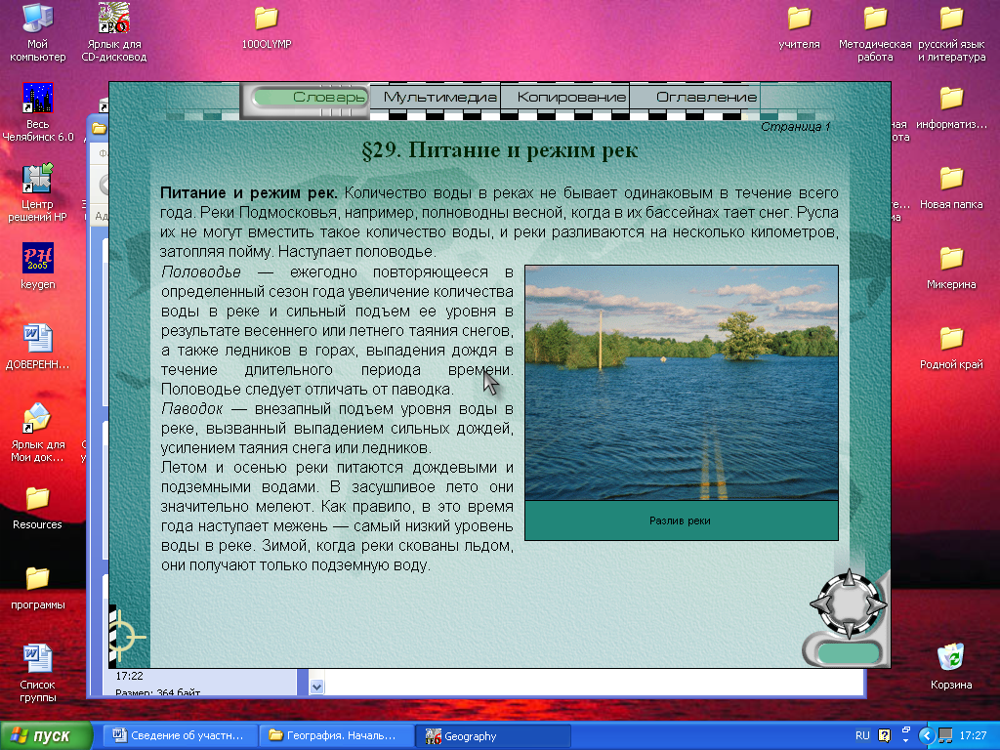 Мой
компьютер
Ярлык для
CD-дисковод
100OLYMP
учителя
Методическая
работа
русский язык
и литература
Весь
Челябинск 6.0
Центр
решений HP
PH
2005
keygen
ДОВЕРЕНН...
Ярлык для
Мои док...
Resources
программы
Список
группы
Словарь
Мультимедиа
Копирование
Оглавление
Страница 1
§29. Питание и режим рек
Питание и режим рек. Количество воды в реках не бывает одинаковым в течение всего
года. Реки Подмосковья, например, полноводны весной, когда в их бассейнах тает снег. Русла
их не могут вместить такое количество воды, и реки разливаются на несколько километров,
затопляя пойму. Наступает половодье.
Половодье — ежегодно повторяющееся в
определенный сезон года увеличение количества
воды в реке и сильный подъем ее уровня в
результате весеннего или летнего таяния снегов,
а также ледников в горах, выпадения дождя в
течение длительного периода времени.
Половодье следует отличать от паводка.
Паводок — внезапный подъем уровня воды в
реке, вызванный выпадением сильных дождей,
усилением таяния снега или ледников.
Летом и осенью реки питаются дождевыми и
подземными водами. В засушливое лето они
значительно мелеют. Как правило, в это время
года наступает межень — самый низкий уровень
воды в реке. Зимой, когда реки скованы льдом,
они получают только подземную воду.
Разлив реки
информатиз...
Новая папка
Микерина
Родной край
Корзина
17:22
Размер: 364 байт
пуск
Сведение об участн...
География. Началь...
Geography
RU
17:27